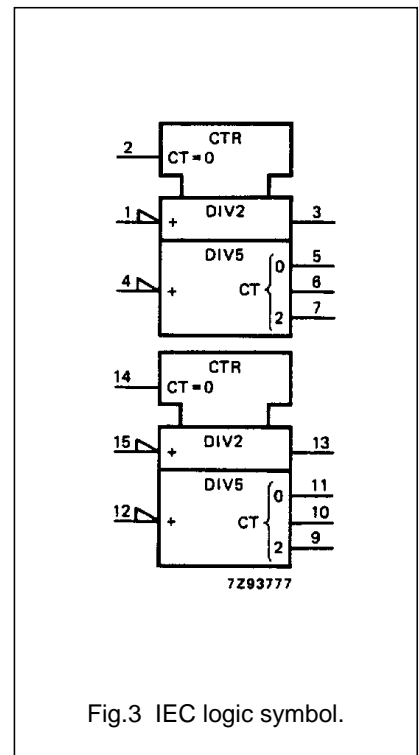 CTR
2
CT=0
DIV2
1 + 3
DIV5
0 5
4 + CT 6
2 7
CTR
14
CT=0
DIV2
15 + 13
DIV5
0 11
12 + CT 10
2 9
7Z93777
Fig.3 IEC logic symbol.